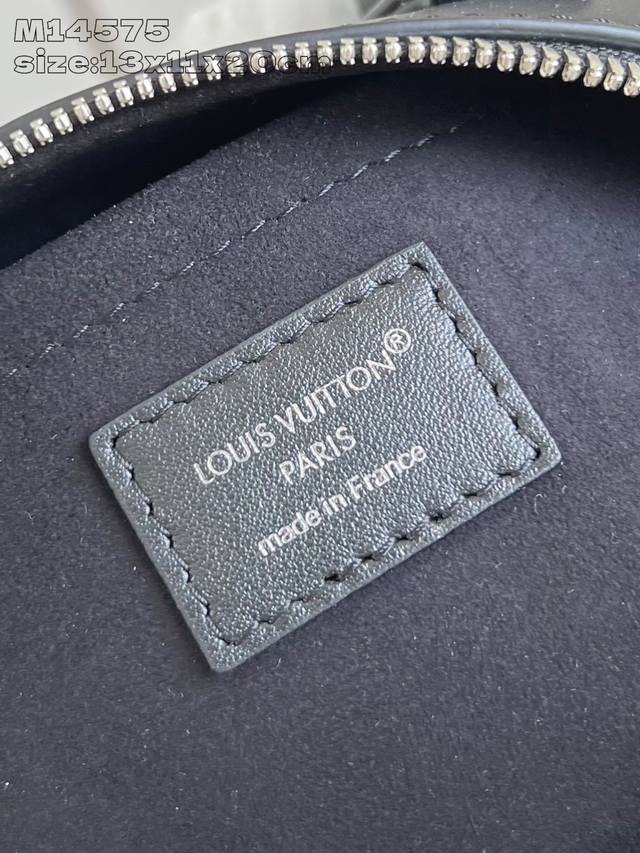 M14575
size:13x11x20cm
LOUIS VUITTON®
PARIS
made in France